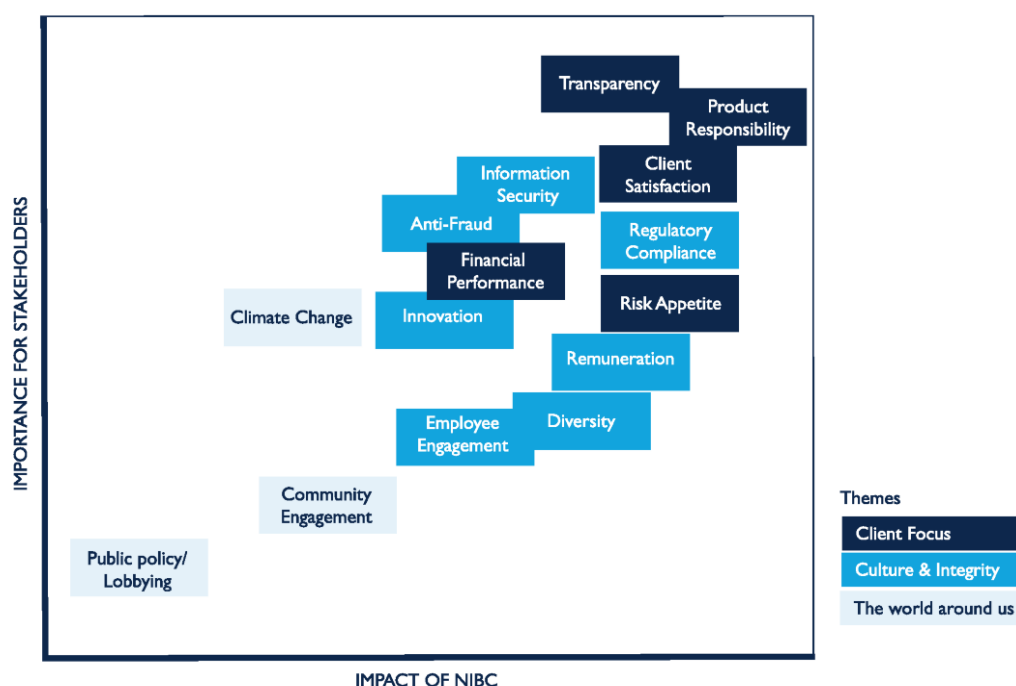 IMPORTANCE FOR STAKEHOLDERS
Transparency
Product
Responsibility
Client
Satisfaction
Information
Security
Anti-Fraud
Regulatory
Compliance
Financial
Performance
Risk Appetite
Climate Change
Innovation
Remuneration
Employee
Engagement
Diversity
Community
Engagement
Public policy/
Lobbying
IMPACT OF NIBC
Themes
Client Focus
Culture & Integrity
The world around us